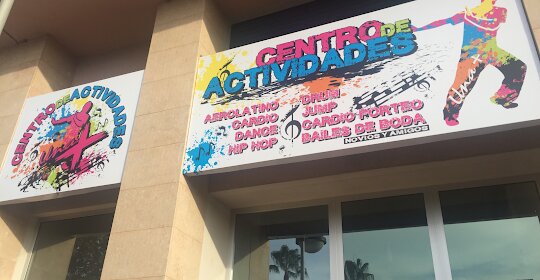 CENTRO DE
ACTIVIDADES
AEROLATINO
CARDIO
DANCE
HIP HOP
DRUM
JUMP
CARDIO PORTEO
BAILES DE BODA
NOVIOS Y AMIGOS
CENTRO DE ACTIVIDADES